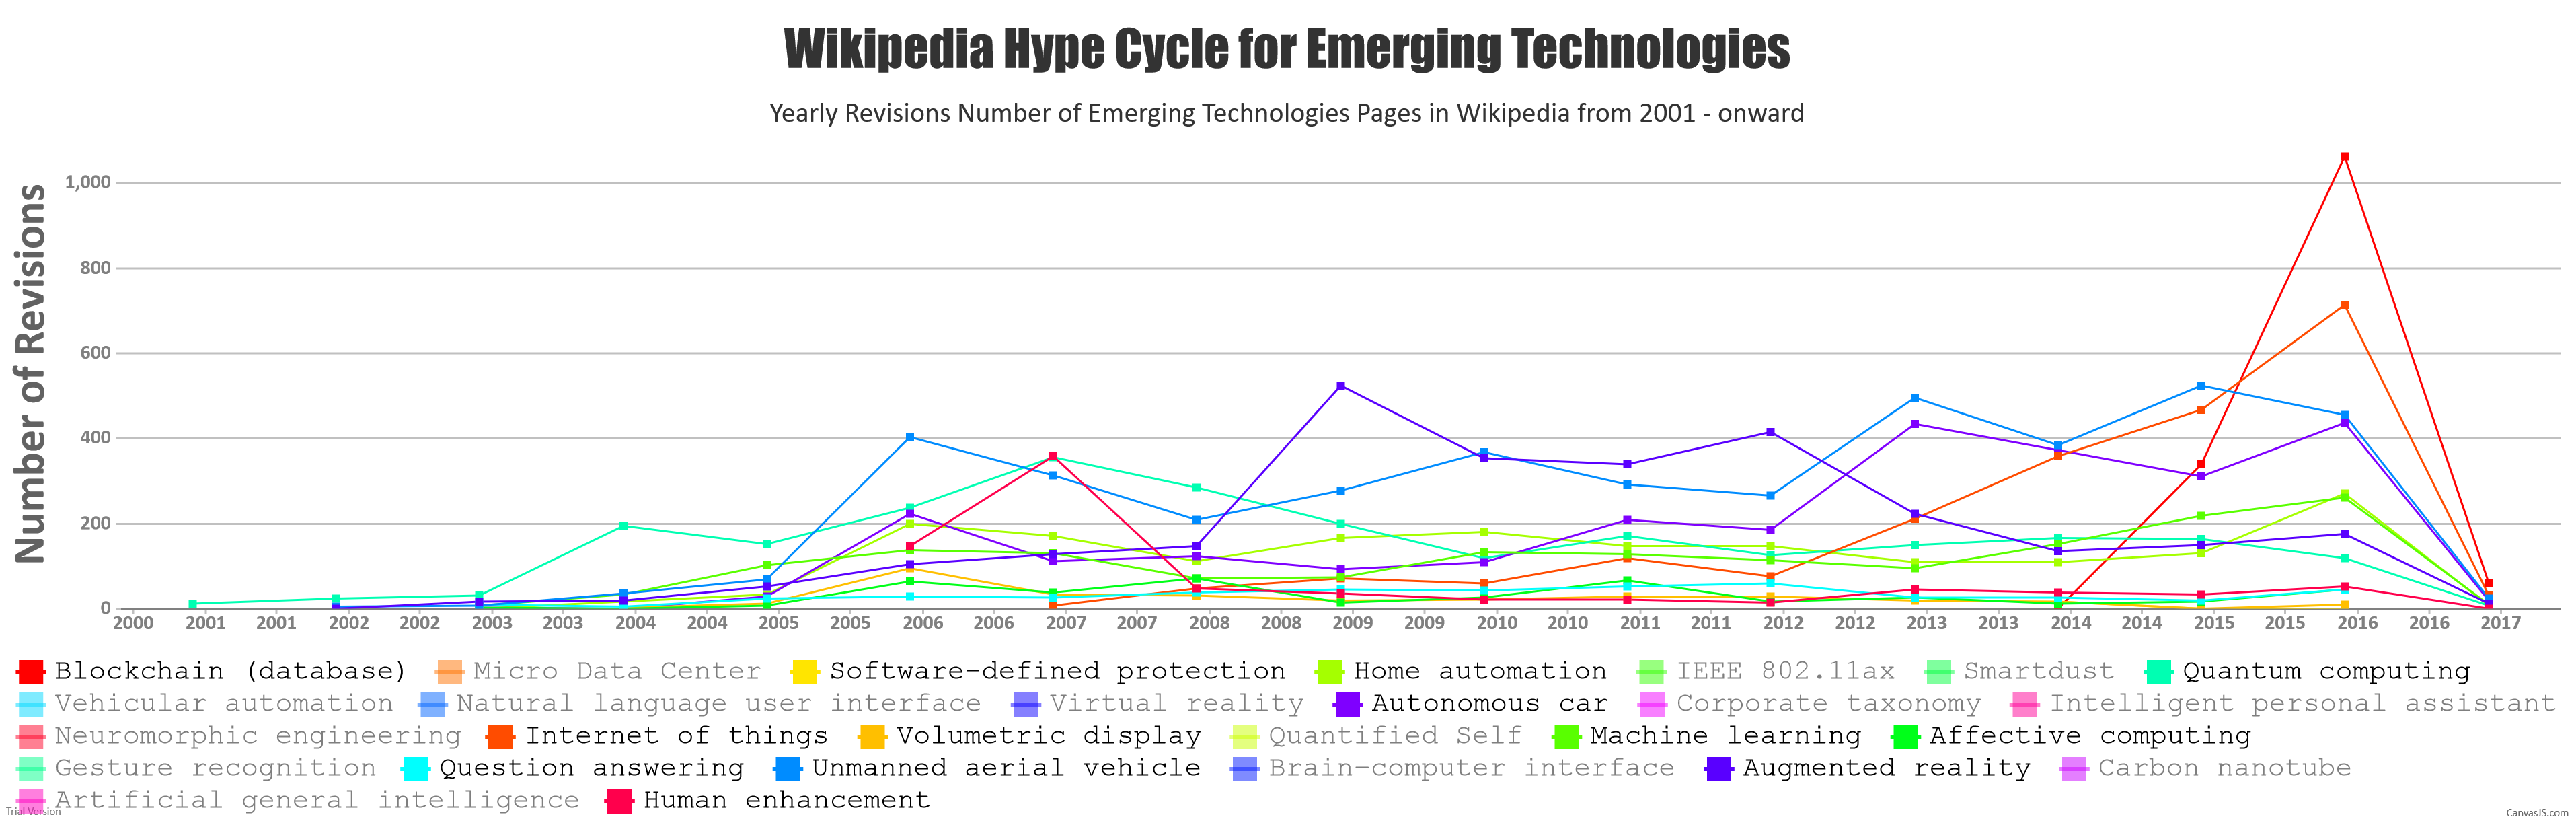 Wikipedia Hype Cycle for Emerging Technologies
Yearly Revisions Number of Emerging Technologies Pages in Wikipedia from 2001 - onward
Number of Revisions
1,000
800
600
400
200
0
2000 2001 2001 2002 2002 2003 2003 2004 2004 2005 2005 2006 2006 2007 2007 2008 2008 2009 2009 2010 2010 2011 2011 2012 2012 2013 2013 2014 2014 2015 2015 2016 2016 2017
Blockchain (database) Micro Data Center Software-defined protection Home automation IEEE 802.11ax Smartdust Quantum computing
Vehicular automation Natural language user interface Virtual reality Autonomous car Corporate taxonomy Intelligent personal assistant
Neuromorphic engineering Internet of things Volumetric display Quantified Self Machine learning Affective computing
Gesture recognition Question answering Unmanned aerial vehicle Brain-computer interface Augmented reality Carbon nanotube
Artificial general intelligence Human enhancement
Trial Version
CanvasJS.com